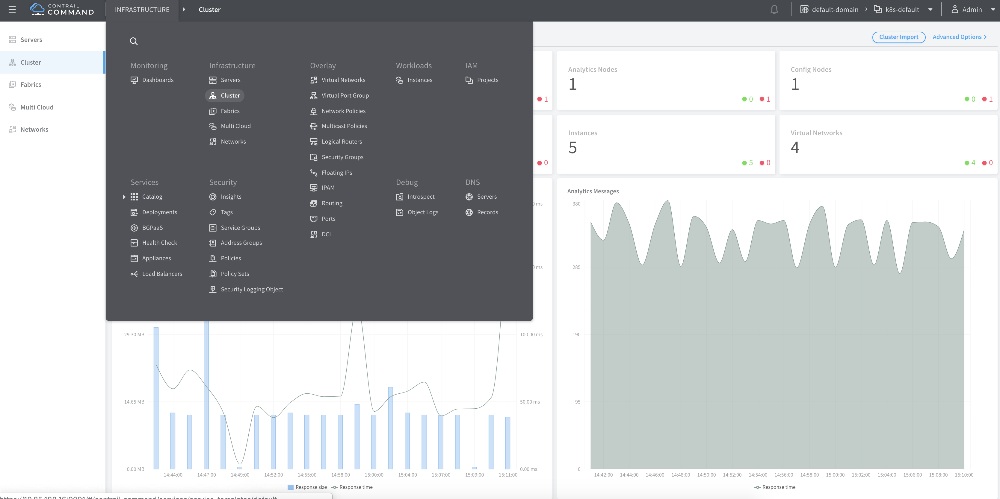 CONTRAIL
COMMAND
INFRASTRUCTURE
Cluster
default-domain
k8s-default
Admin
Servers
Cluster
Fabrics
Multi Cloud
Networks
Monitoring
Dashboards
Infrastructure
Servers
Cluster
Fabrics
Multi Cloud
Networks
Overlay
Virtual Networks
Virtual Port Group
Network Policies
Multicast Policies
Logical Routers
Security Groups
Floating IPs
IPAM
Routing
Ports
DCI
Workloads
Instances
IAM
Projects
Services
Catalog
Deployments
BGPaaS
Health Check
Appliances
Load Balancers
Security
Insights
Tags
Service Groups
Address Groups
Policies
Policy Sets
Security Logging Object
Debug
Introspect
Object Logs
DNS
Servers
Records
Cluster Import
Advanced Options
1
Analytics Nodes
1
0 1
Config Nodes
1
0 1
0
Instances
5
5 0
Virtual Networks
4
4 0
0 ms
0 ms
29.30 MB
14.65 MB
0.00 MB
100.00 ms
50.00 ms
0.00 ms
14:44:00 14:47:00 14:49:00 14:52:00 14:55:00 14:58:00 15:00:00 15:04:00 15:07:00 15:09:00 15:11:00
Response size Response time
Analytics Messages
380
285
190
95
0
14:42:00 14:44:00 14:46:00 14:48:00 14:50:00 14:52:00 14:54:00 14:56:00 14:58:00 15:00:00 15:02:00 15:04:00 15:06:00 15:08:00 15:10:00
Response time
https://10.85.188.16:9091/#/contrail_command/services/service_templates/default